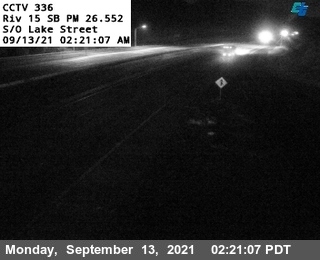 CCTV 336
Riv 15 SB PM 26.552
S/O Lake Street
09/13/21 02:21:07 AM
Monday, September 13, 2021 02:21:07 PDT